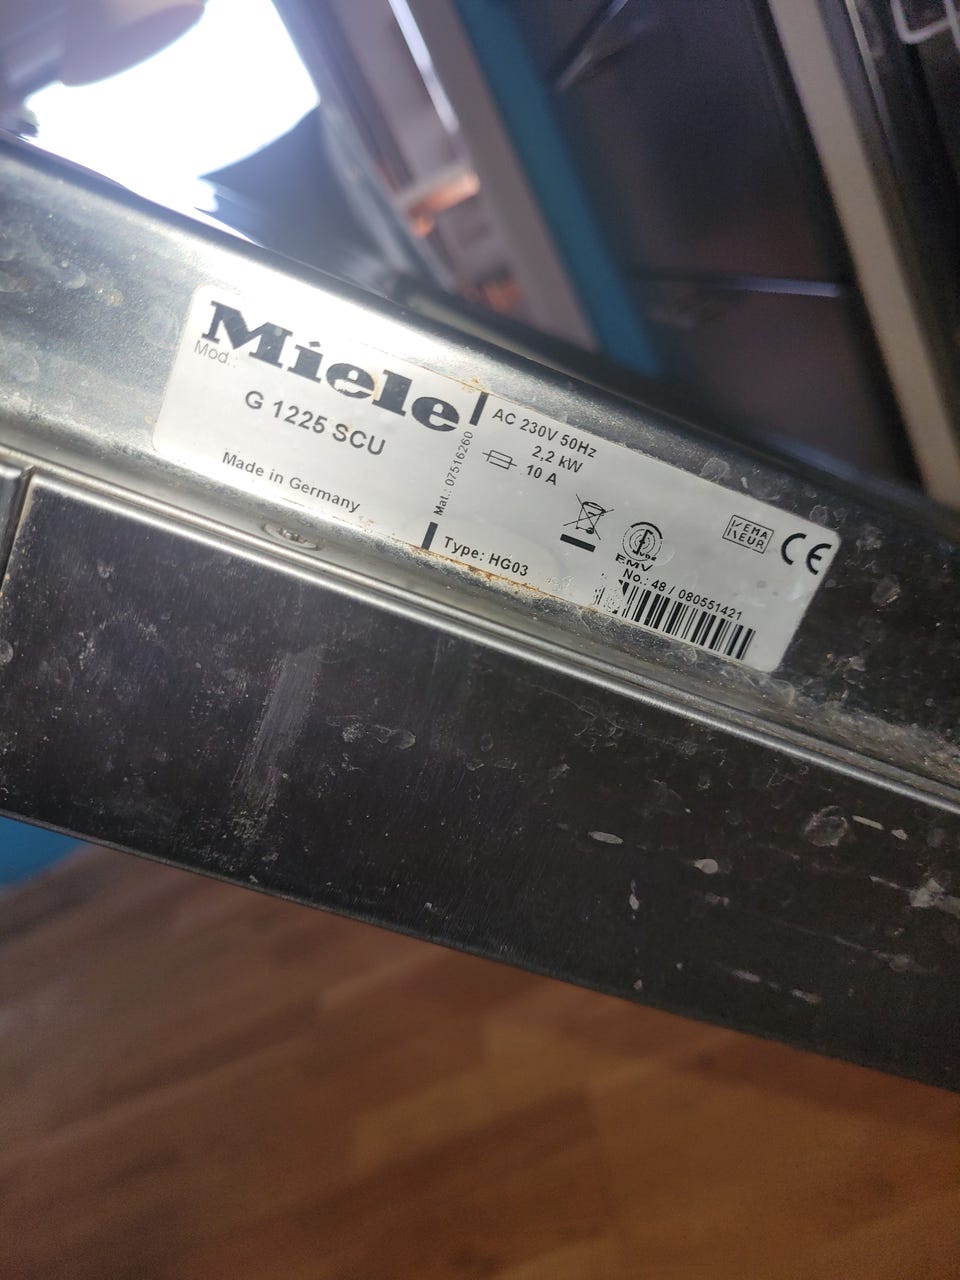 Miele
Mod.:
G 1225 SCU
Made in Germany
Mat.: 07516260
AC 230V 50Hz
2,2 kW
10 A
Type: HG03
VDE
EMV
KEMA
KEUR
CE
No.: 48 / 080551421